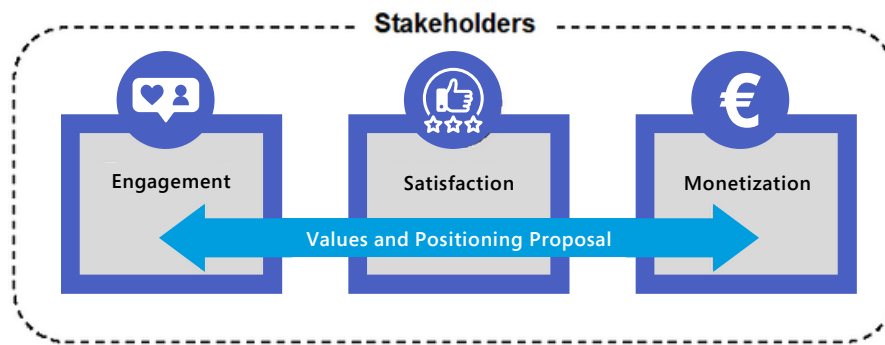 Stakeholders
€
Engagement
Satisfaction
Monetization
Values and Positioning Proposal